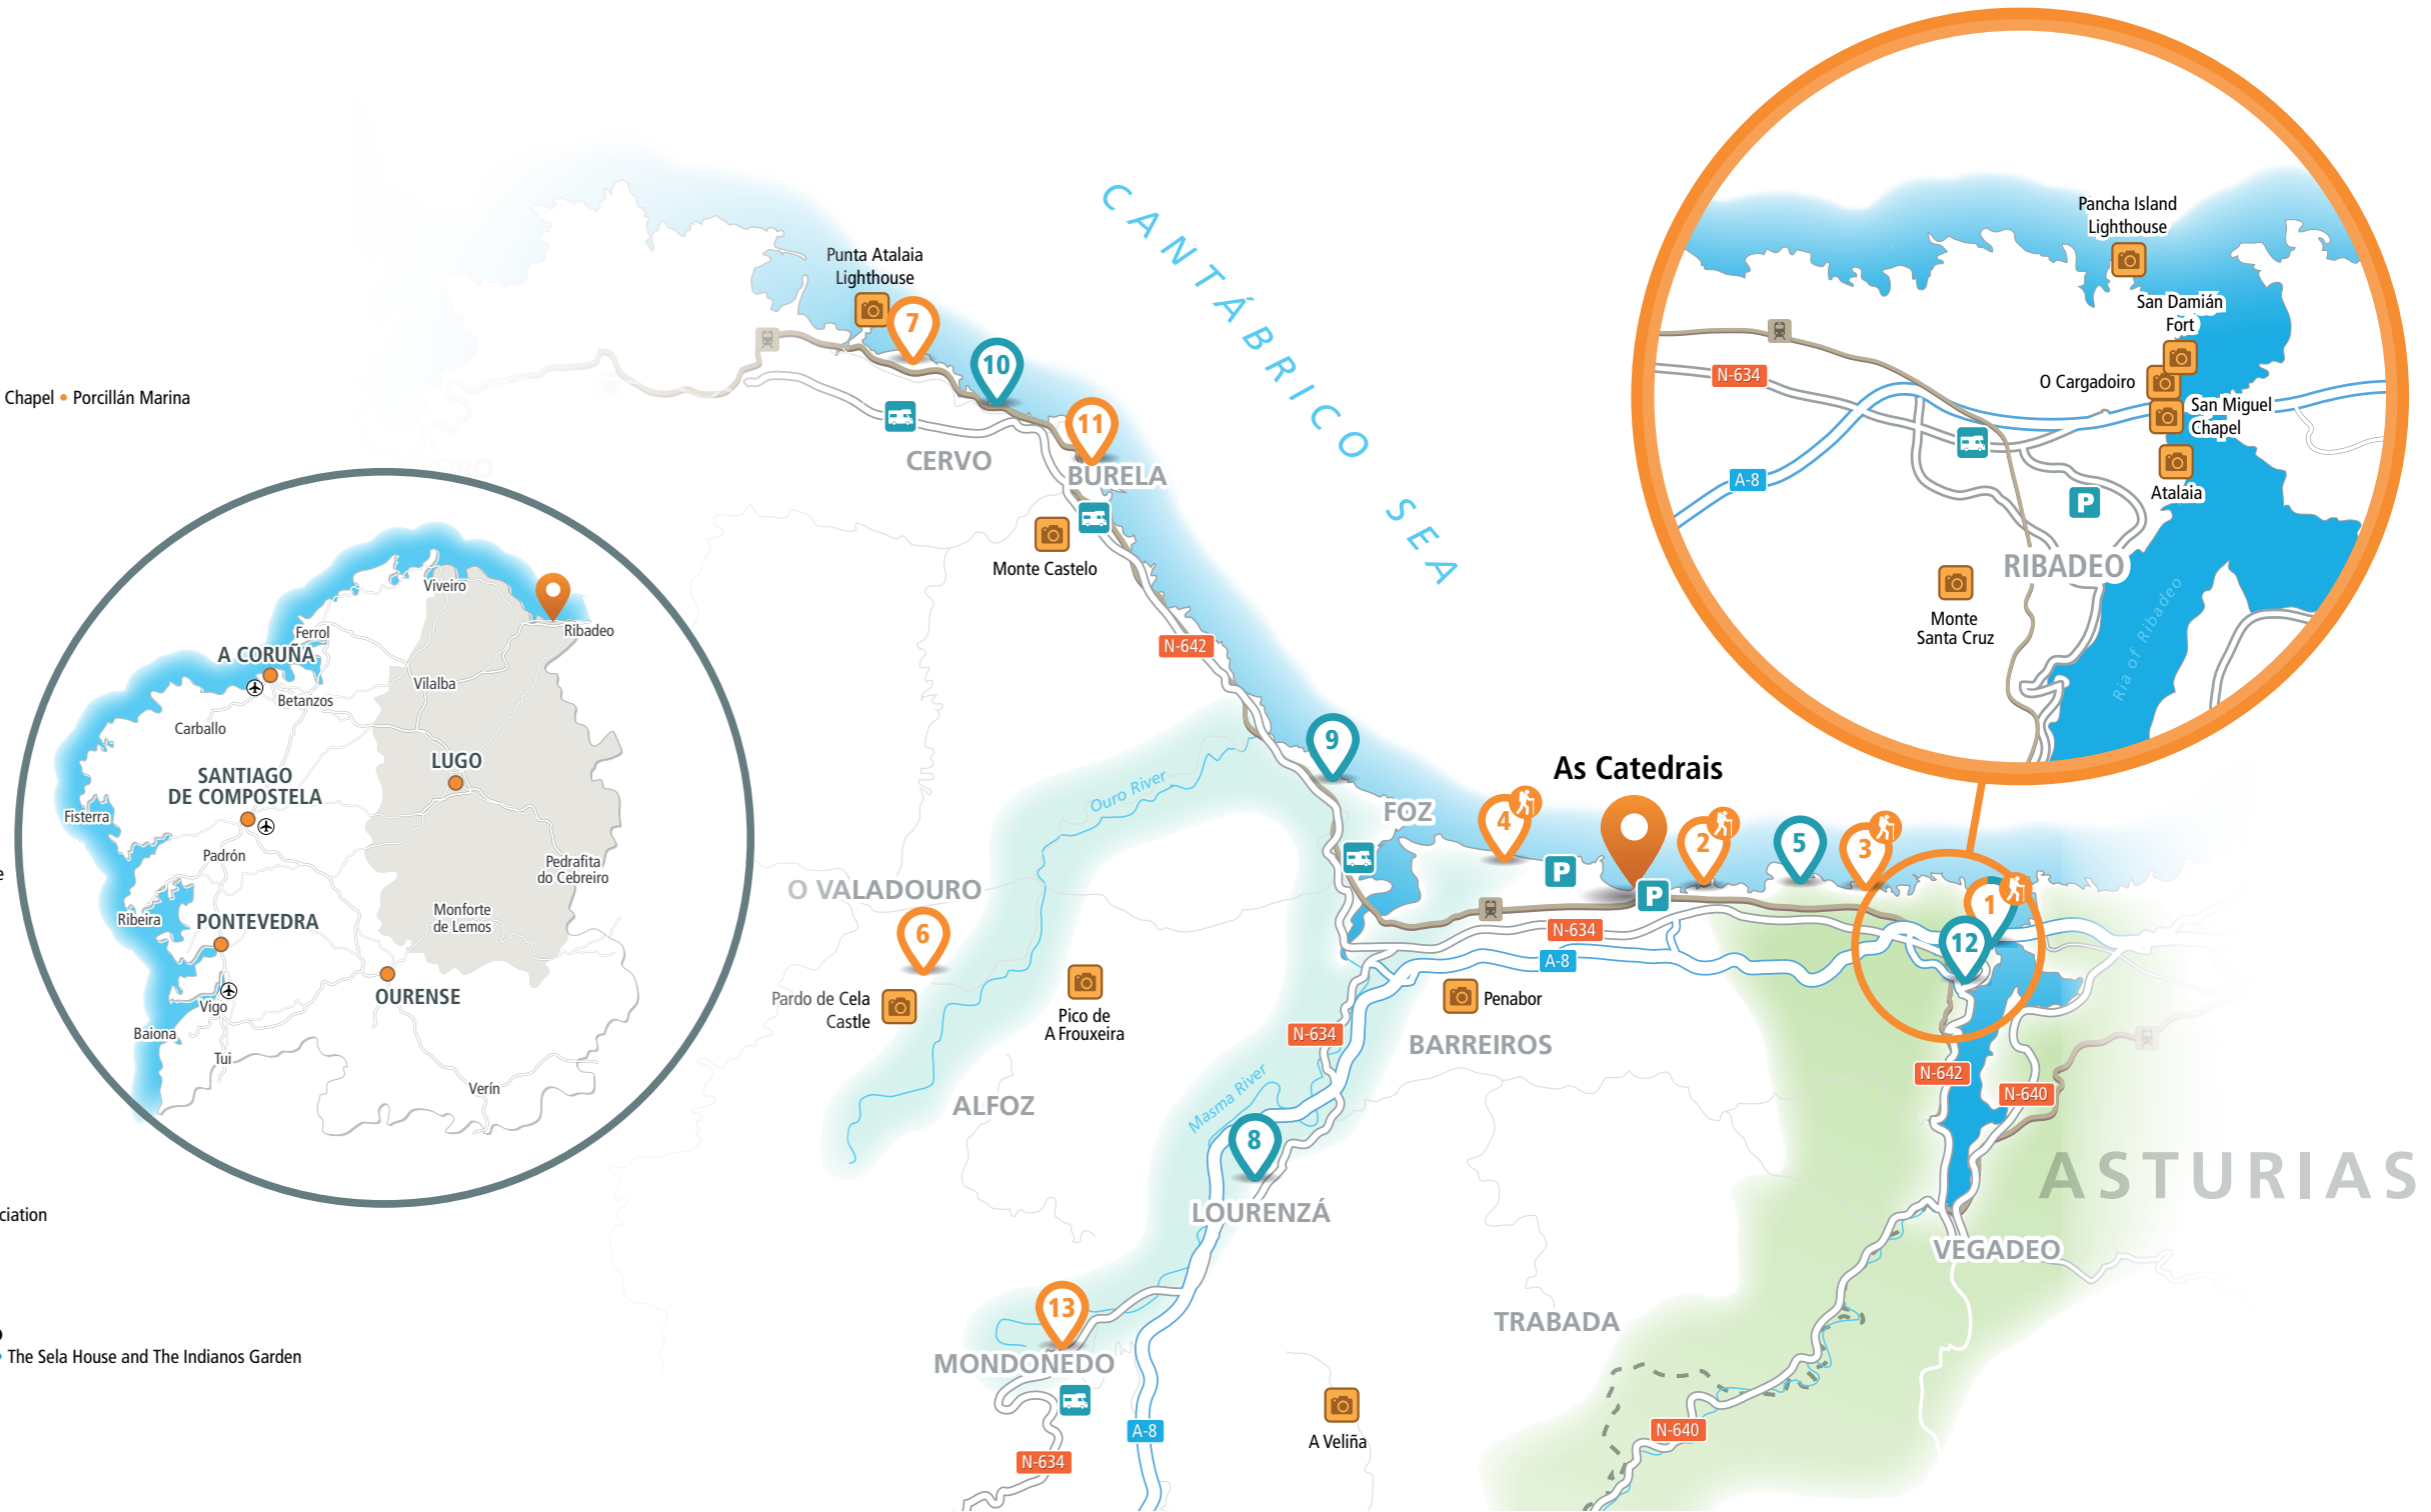 Chapel • Porcillán Marina
ciation
The Sela House and The Indianos Garden
Viveiro
Ribadeo
Ferrol
A CORUÑA
Betanzos
Vilalba
Carballo
LUGO
SANTIAGO
DE COMPOSTELA
Fisterra
Padrón
Pedrafita
do Cebreiro
Ribeira
PONTEVEDRA
Monforte
de Lemos
OURENSE
Vigo
Baiona
Tui
Verín
CANTÁBRICO SEA
Punta Atalaia
Lighthouse
7
10
11
CERVO
BURELA
Monte Castelo
N-642
9
FOZ
As Catedrais
4
2
5
3
1
12
P
P
Ouro River
O VALADOURO
6
Pardo de Cela
Castle
Pico de
A Frouxeira
N-634
A-8
Penabor
BARREIROS
N-634
ALFOZ
Masma River
8
LOURENZÁ
N-642
N-640
ASTURIAS
VEGADEO
TRABADA
13
MONDOÑEDO
A-8
N-634
A Veliña
N-640
Pancha Island
Lighthouse
San Damián
Fort
N-634
O Cargadoiro
San Miguel
Chapel
A-8
Atalaia
P
RIBADEO
Monte
Santa Cruz
Ria of Ribadeo